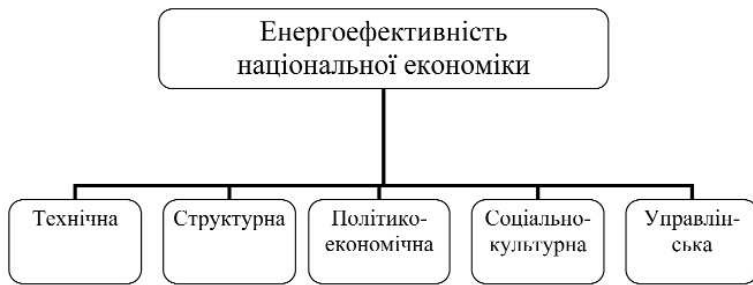 Енергоефективність
національної економіки
Технічна
Структурна
Політико-
економічна
Соціально-
культурна
Управлін-
ська